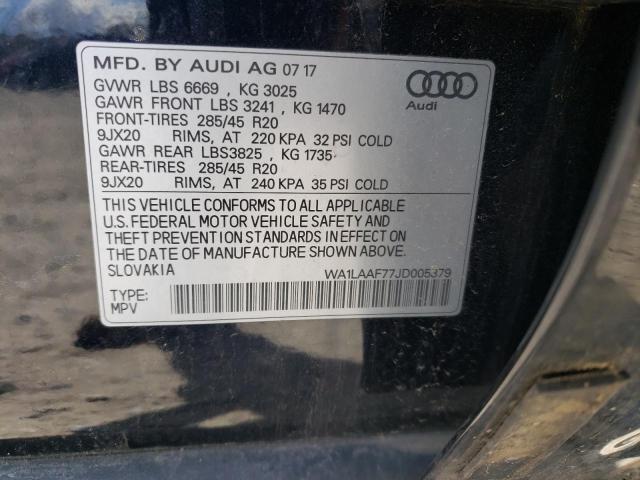 MFD. BY AUDI AG 07 17
GVWR LBS 6669 , KG 3025
GAWR FRONT LBS 3241 , KG 1470
FRONT-TIRES 285/45 R20
9JX20 RIMS, AT 220 KPA 32 PSI COLD
GAWR REAR LBS3825 , KG 1735
REAR-TIRES 285/45 R20
9JX20 RIMS, AT 240 KPA 35 PSI COLD
Audi
THIS VEHICLE CONFORMS TO ALL APPLICABLE
U.S. FEDERAL MOTOR VEHICLE SAFETY AND
THEFT PREVENTION STANDARDS IN EFFECT ON
THE DATE OF MANUFACTURE SHOWN ABOVE.
SLOVAKIA WA1LAAF77JD005379
TYPE:
MPV